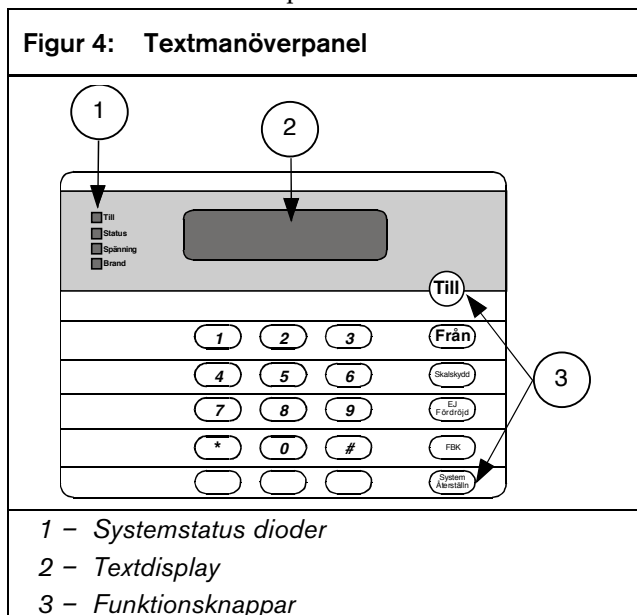 Figur 4: Textmanöverpanel
1
2
Till
Status
Spänning
Brand
Till
1 2 3 Från
4 5 6 Skalskydd
7 8 9 EJ
Fördröjd
* 0 # FBK
System
Återställn
3
1 – Systemstatus dioder
2 – Textdisplay
3 – Funktionsknappar